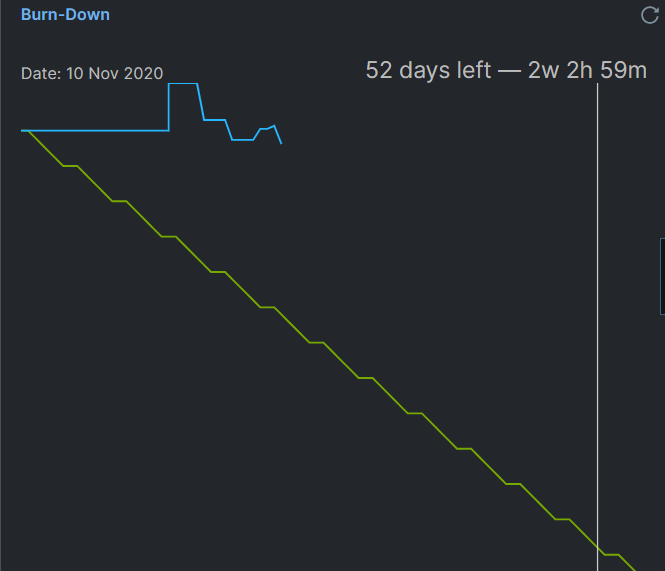 Burn-Down
52 days left — 2w 2h 59m
Date: 10 Nov 2020